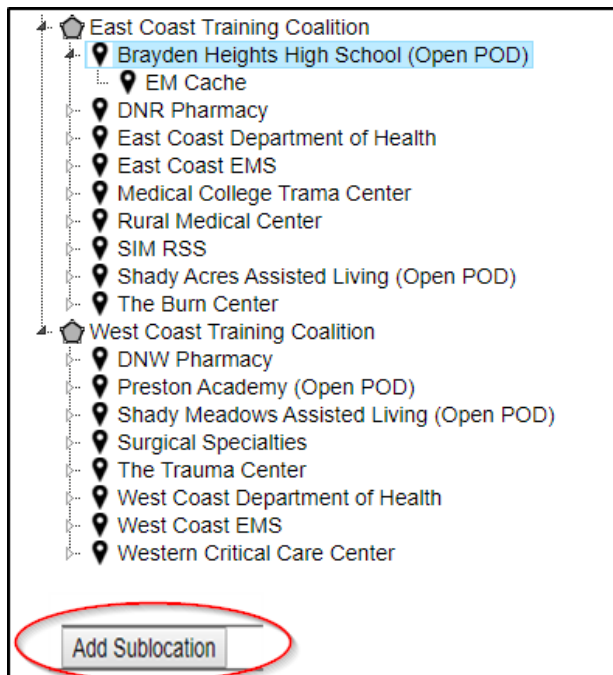 East Coast Training Coalition
Brayden Heights High School (Open POD)
EM Cache
DNR Pharmacy
East Coast Department of Health
East Coast EMS
Medical College Trama Center
Rural Medical Center
SIM RSS
Shady Acres Assisted Living (Open POD)
The Burn Center
West Coast Training Coalition
DNW Pharmacy
Preston Academy (Open POD)
Shady Meadows Assisted Living (Open POD)
Surgical Specialties
The Trauma Center
West Coast Department of Health
West Coast EMS
Western Critical Care Center
Add Sublocation